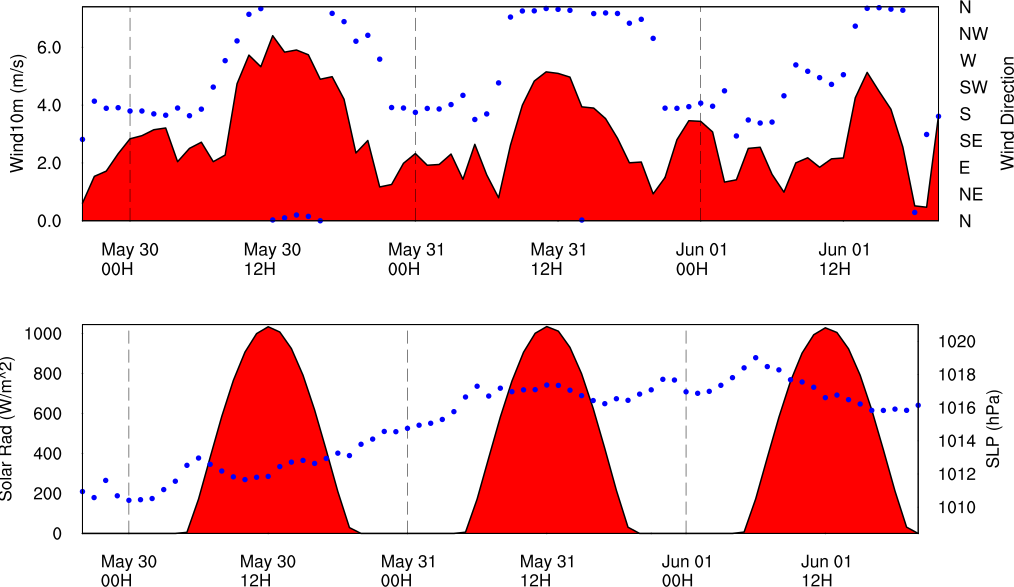 Wind10m (m/s)
6.0
4.0
2.0
0.0
N
NW
W
SW
S
SE
E
NE
N
Wind Direction
May 30 May 30 May 31 May 31 Jun 01 Jun 01
00H 12H 00H 12H 00H 12H
Solar Rad (W/m^2)
1000
800
600
400
200
0
1020
1018
1016
1014
1012
1010
SLP (hPa)
May 30 May 30 May 31 May 31 Jun 01 Jun 01
00H 12H 00H 12H 00H 12H